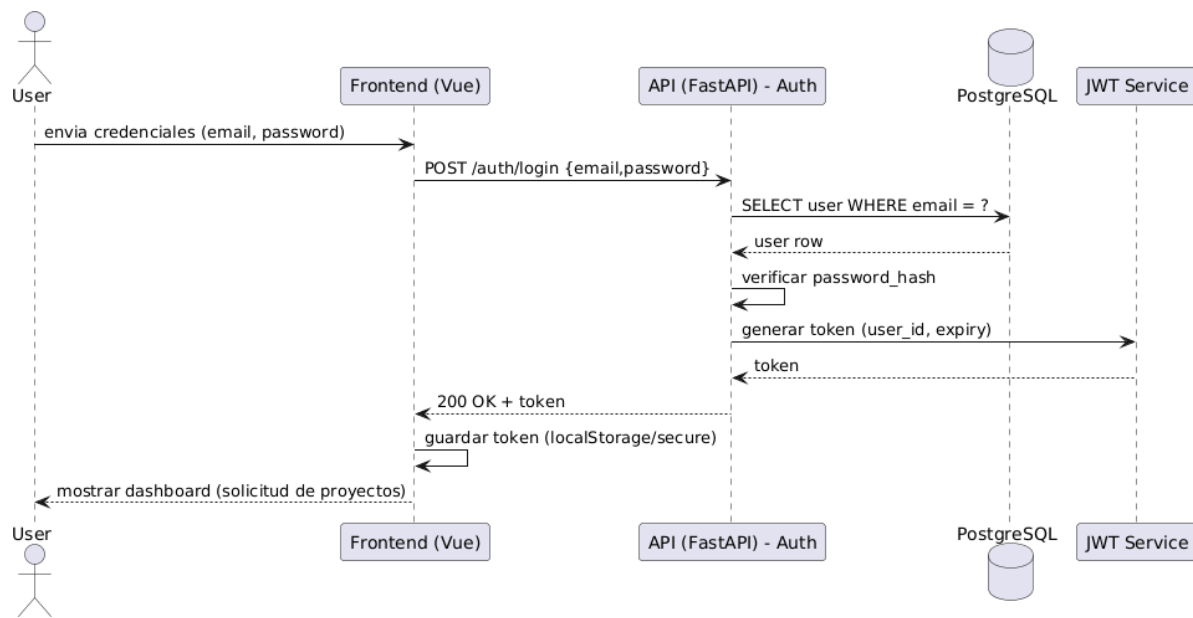 User
Frontend (Vue)
API (FastAPI) - Auth
PostgreSQL
JWT Service
envia credenciales (email, password)
POST /auth/login {email,password}
SELECT user WHERE email = ?
user row
verificar password_hash
generar token (user_id, expiry)
token
200 OK + token
guardar token (localStorage/secure)
mostrar dashboard (solicitud de proyectos)
User
Frontend (Vue)
API (FastAPI) - Auth
PostgreSQL
JWT Service